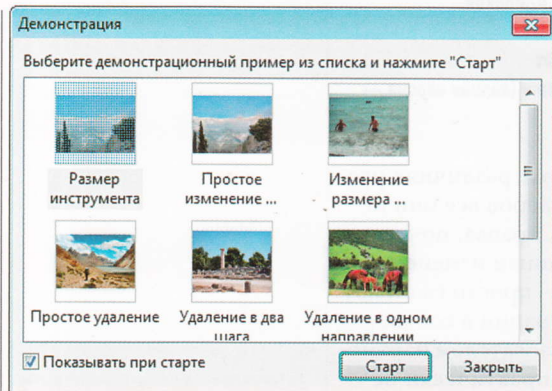 Демонстрация
Выберите демонстрационный пример из списка и нажмите "Старт"
Размер
инструмента
Простое
изменение ...
Изменение
размера ...
Простое удаление
Удаление в два
шага
Удаление в одном
направлении
Показывать при старте
Старт
Закрыть